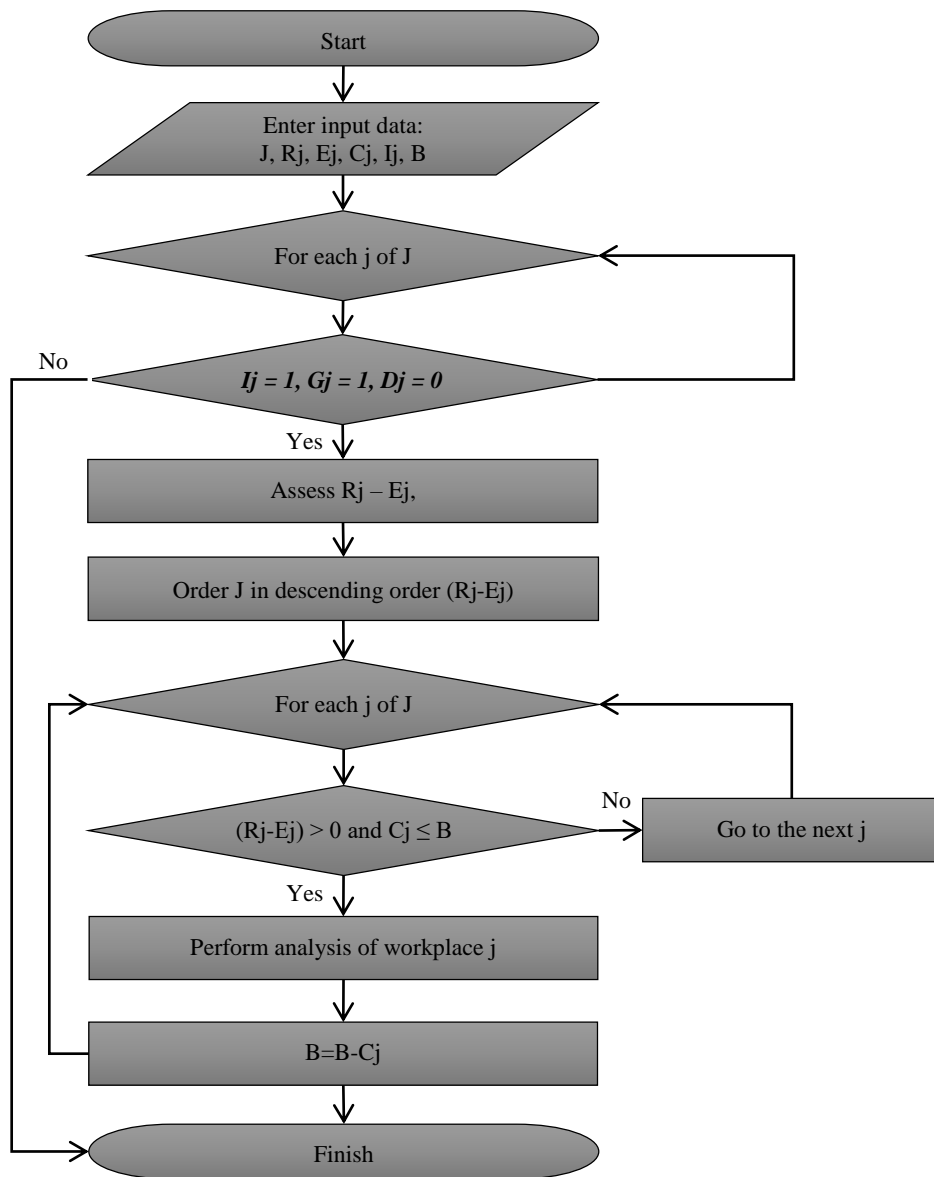 Start
Enter input data:
J, Rj, Ej, Cj, Ij, B
For each j of J
No
Ij = 1, Gj = 1, Dj = 0
Yes
Assess Rj – Ej,
Order J in descending order (Rj-Ej)
For each j of J
(Rj-Ej) > 0 and Cj ≤ B
No
Go to the next j
Yes
Perform analysis of workplace j
B=B-Cj
Finish